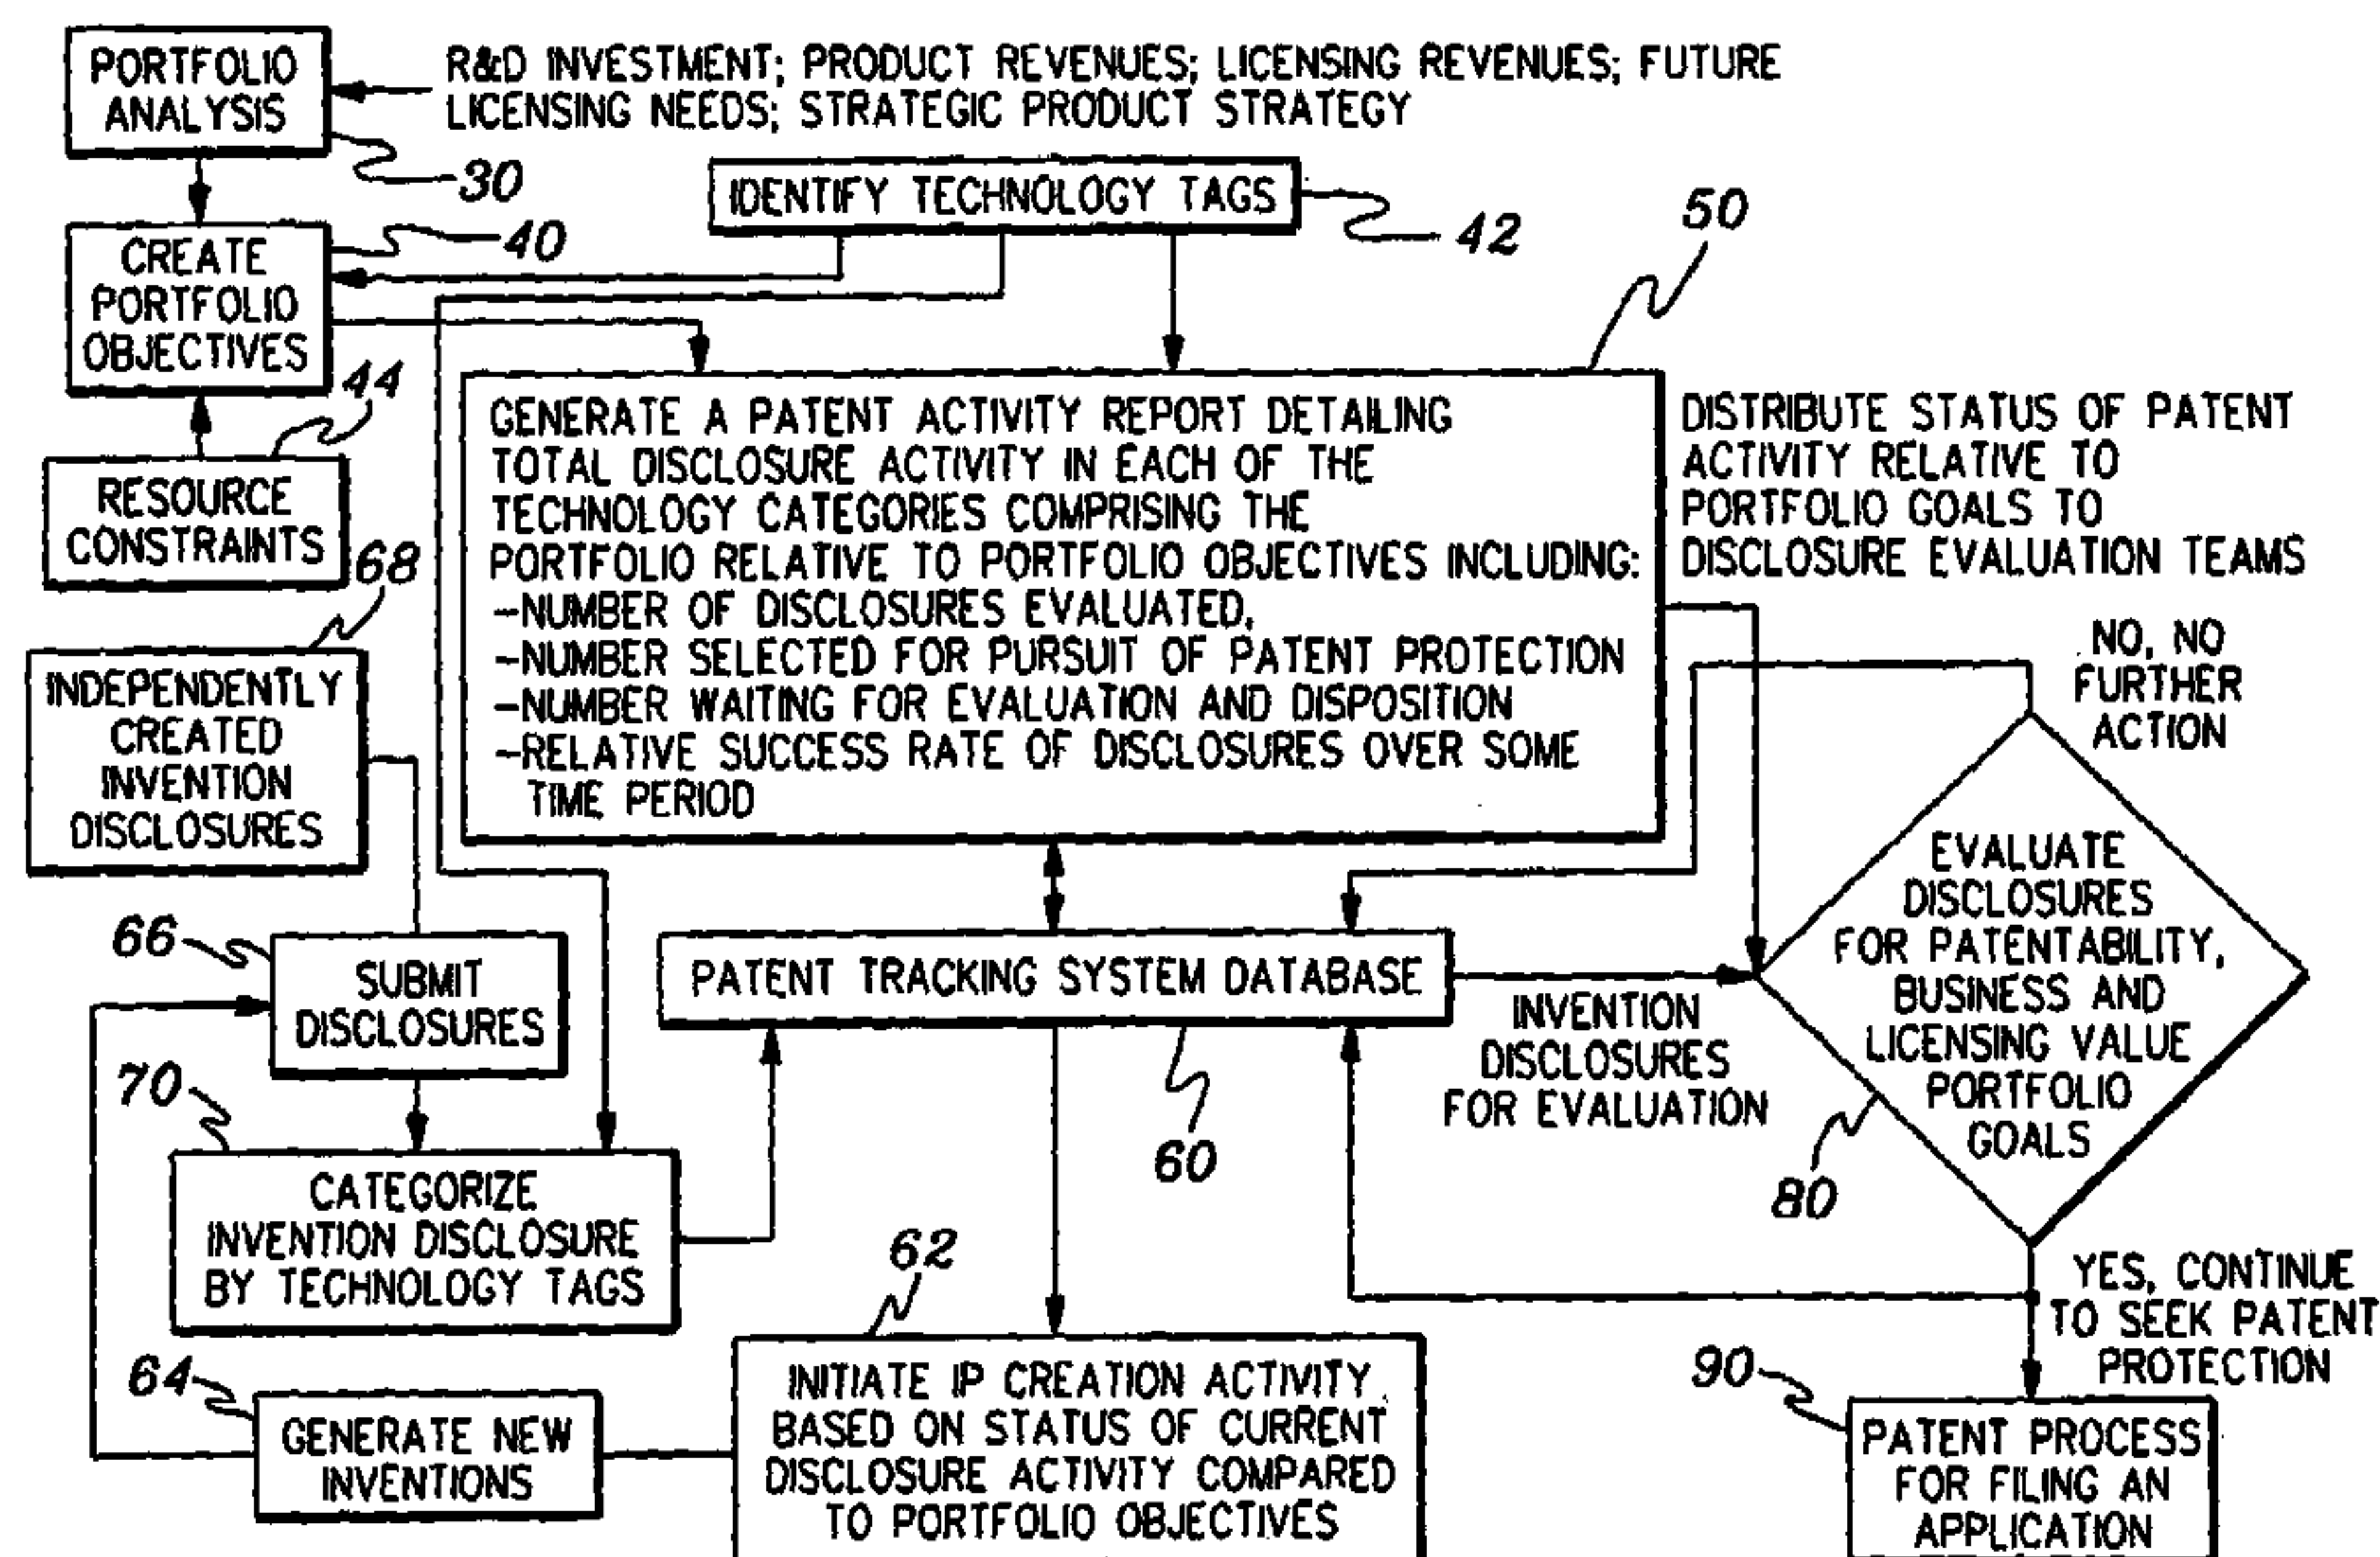 PORTFOLIO
ANALYSIS
R&D INVESTMENT; PRODUCT REVENUES; LICENSING REVENUES; FUTURE
LICENSING NEEDS; STRATEGIC PRODUCT STRATEGY
30
IDENTIFY TECHNOLOGY TAGS
42
50
CREATE
PORTFOLIO
OBJECTIVES
40
44
RESOURCE
CONSTRAINTS
68
GENERATE A PATENT ACTIVITY REPORT DETAILING
TOTAL DISCLOSURE ACTIVITY IN EACH OF THE
TECHNOLOGY CATEGORIES COMPRISING THE
PORTFOLIO RELATIVE TO PORTFOLIO OBJECTIVES INCLUDING:
-NUMBER OF DISCLOSURES EVALUATED,
-NUMBER SELECTED FOR PURSUIT OF PATENT PROTECTION
-NUMBER WAITING FOR EVALUATION AND DISPOSITION
-RELATIVE SUCCESS RATE OF DISCLOSURES OVER SOME
TIME PERIOD
DISTRIBUTE STATUS OF PATENT
ACTIVITY RELATIVE TO
PORTFOLIO GOALS TO
DISCLOSURE EVALUATION TEAMS
NO, NO
FURTHER
ACTION
INDEPENDENTLY
CREATED
INVENTION
DISCLOSURES
66
SUBMIT
DISCLOSURES
PATENT TRACKING SYSTEM DATABASE
60
INVENTION
DISCLOSURES
FOR EVALUATION
EVALUATE
DISCLOSURES
FOR PATENTABILITY,
BUSINESS AND
LICENSING VALUE
PORTFOLIO
GOALS
80
70
CATEGORIZE
INVENTION DISCLOSURE
BY TECHNOLOGY TAGS
62
YES, CONTINUE
TO SEEK PATENT
PROTECTION
64
GENERATE NEW
INVENTIONS
INITIATE IP CREATION ACTIVITY
BASED ON STATUS OF CURRENT
DISCLOSURE ACTIVITY COMPARED
TO PORTFOLIO OBJECTIVES
90
PATENT PROCESS
FOR FILING AN
APPLICATION